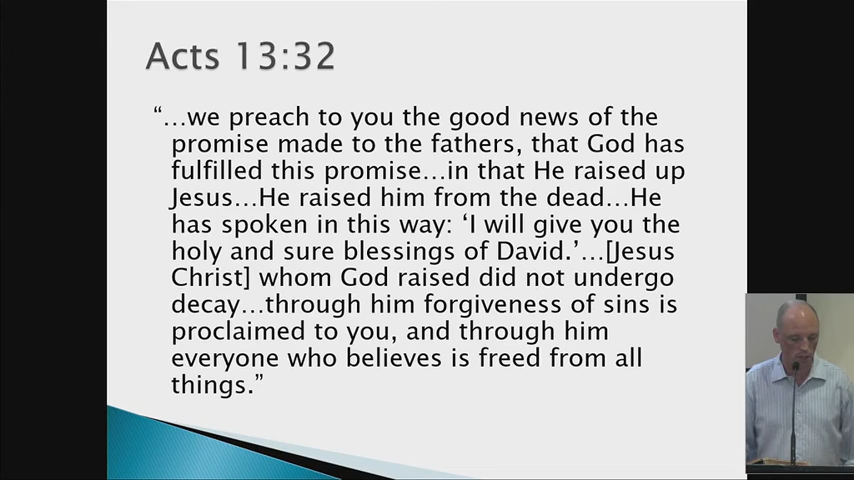 Acts 13:32
“…we preach to you the good news of the
promise made to the fathers, that God has
fulfilled this promise…in that He raised up
Jesus…He raised him from the dead…He
has spoken in this way: ‘I will give you the
holy and sure blessings of David.’…[Jesus
Christ] whom God raised did not undergo
decay…through him forgiveness of sins is
proclaimed to you, and through him
everyone who believes is freed from all
things.”